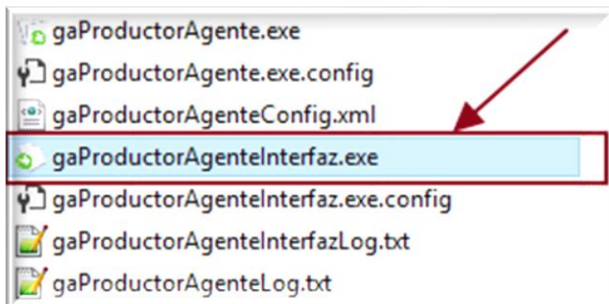 gaProductorAgente.exe
gaProductorAgente.exe.config
gaProductorAgenteConfig.xml
gaProductorAgenteInterfaz.exe
gaProductorAgenteInterfaz.exe.config
gaProductorAgenteInterfazLog.txt
gaProductorAgenteLog.txt